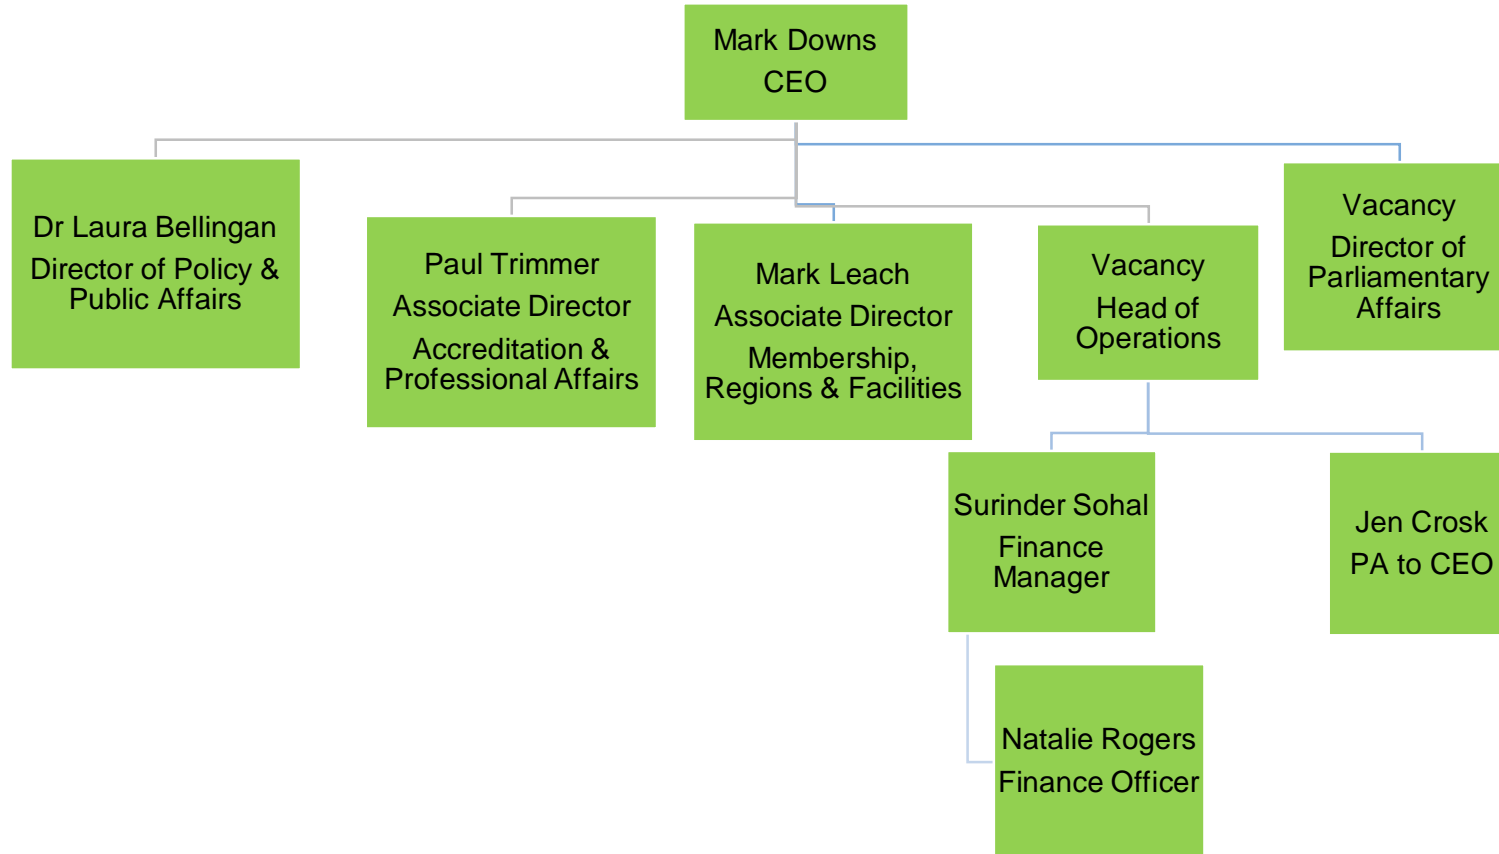 Mark Downs
CEO
Dr Laura Bellingan
Director of Policy &
Public Affairs
Paul Trimmer
Associate Director
Accreditation &
Professional Affairs
Mark Leach
Associate Director
Membership,
Regions & Facilities
Vacancy
Head of
Operations
Vacancy
Director of
Parliamentary
Affairs
Surinder Sohal
Finance
Manager
Jen Crosk
PA to CEO
Natalie Rogers
Finance Officer